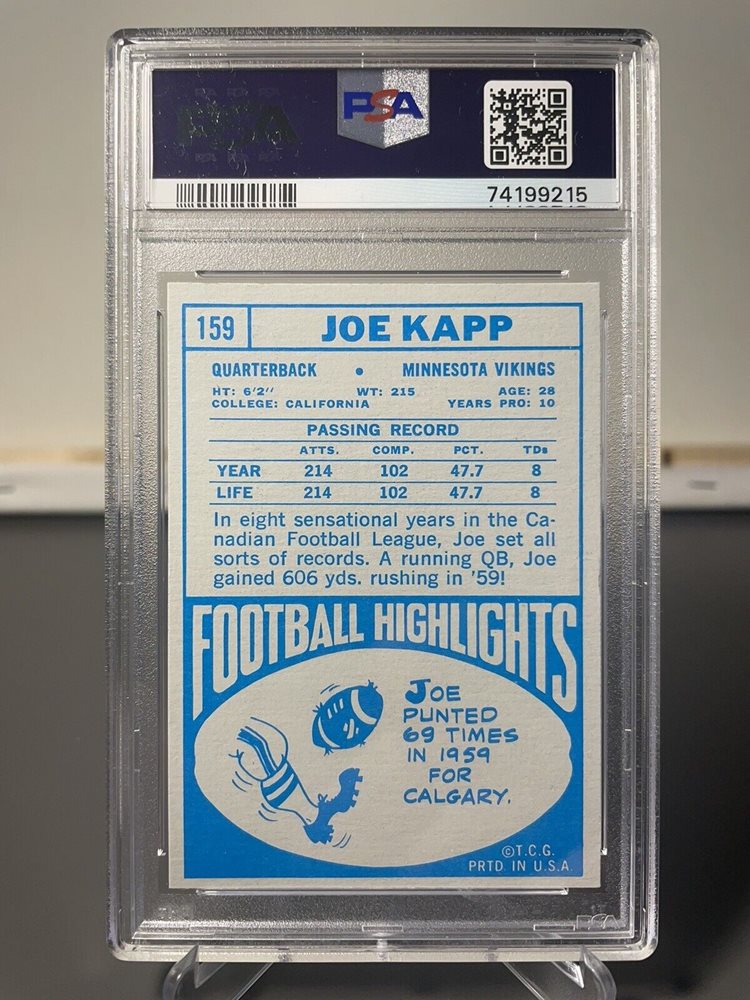 PSA
74199215
159 JOE KAPP
QUARTERBACK • MINNESOTA VIKINGS
HT: 6'2" WT: 215 AGE: 28
COLLEGE: CALIFORNIA YEARS PRO: 10
PASSING RECORD
ATTS. COMP. PCT. TDs
YEAR 214 102 47.7 8
LIFE 214 102 47.7 8
In eight sensational years in the Ca-
nadian Football League, Joe set all
sorts of records. A running QB, Joe
gained 606 yds. rushing in '59!
FOOTBALL HIGHLIGHTS
JOE
PUNTED
69 TIMES
IN 1959
FOR
CALGARY.
©T.C.G.
PRTD. IN U.S.A.
PSA